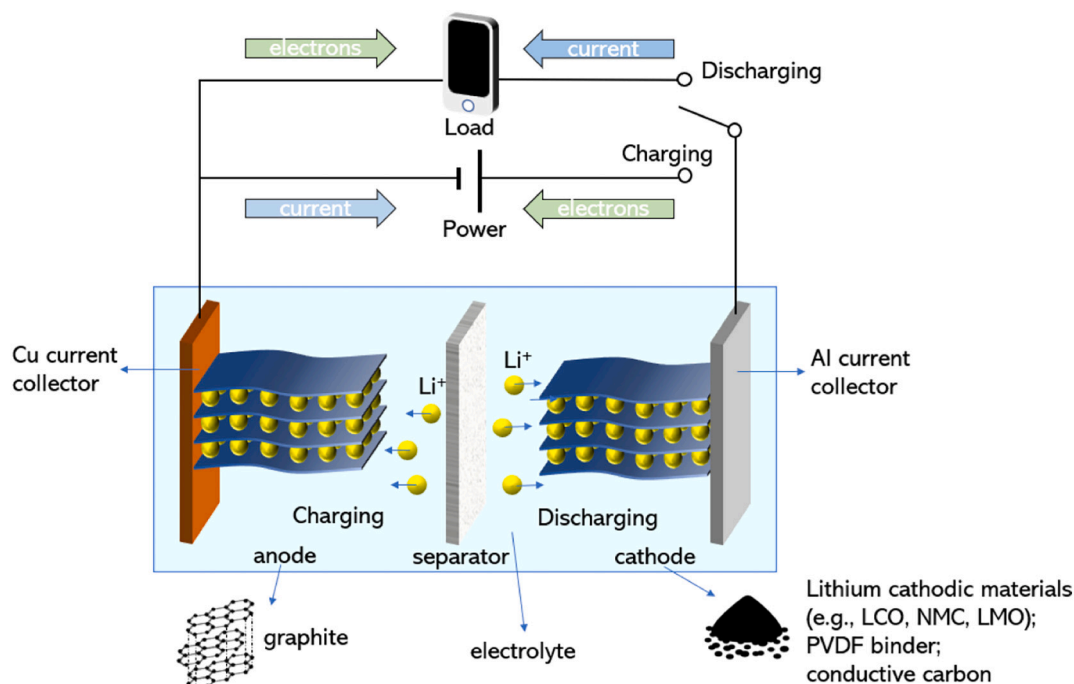 electrons
current
Discharging
Load
Charging
current
electrons
Power
Cu current
collector
Li⁺
Li⁺
Al current
collector
Charging
Discharging
anode
separator
cathode
graphite
electrolyte
Lithium cathodic materials
(e.g., LCO, NMC, LMO);
PVDF binder;
conductive carbon